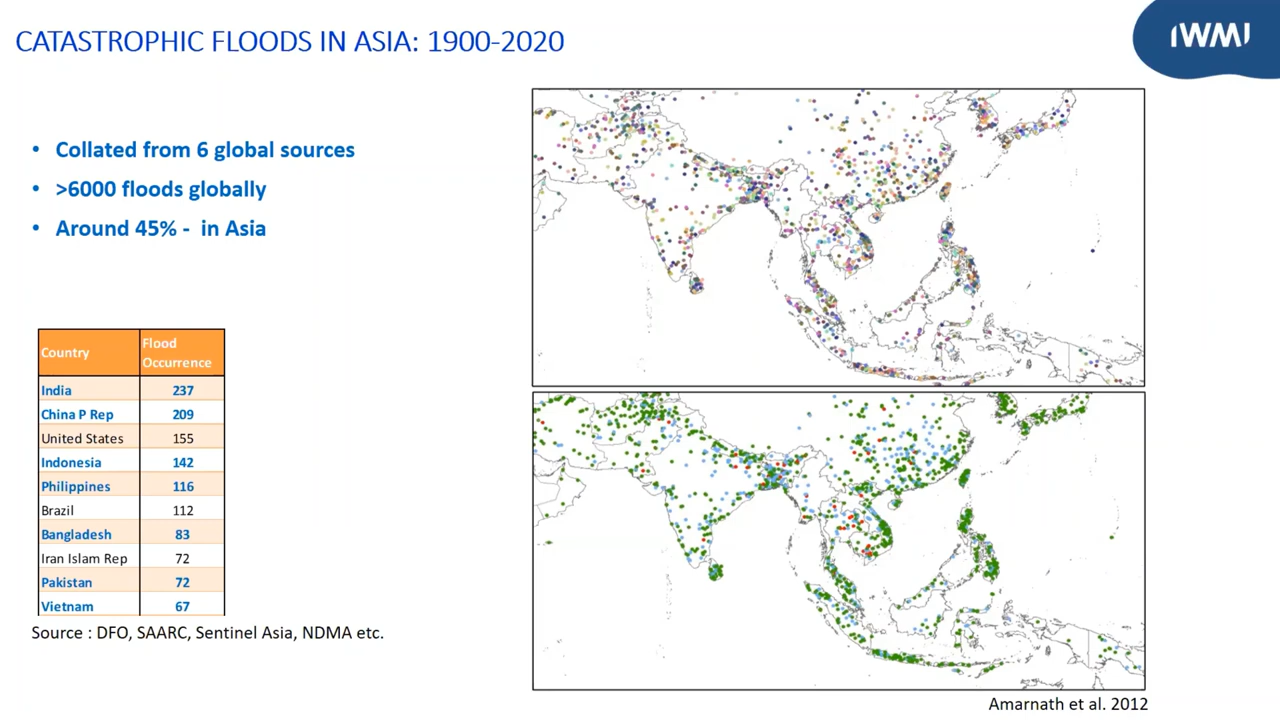 CATASTROPHIC FLOODS IN ASIA: 1900-2020
IWMI
• Collated from 6 global sources
• >6000 floods globally
• Around 45% - in Asia
Country Flood Occurrence
India 237
China P Rep 209
United States 155
Indonesia 142
Philippines 116
Brazil 112
Bangladesh 83
Iran Islam Rep 72
Pakistan 72
Vietnam 67
Source : DFO, SAARC, Sentinel Asia, NDMA etc.
Amarnath et al. 2012